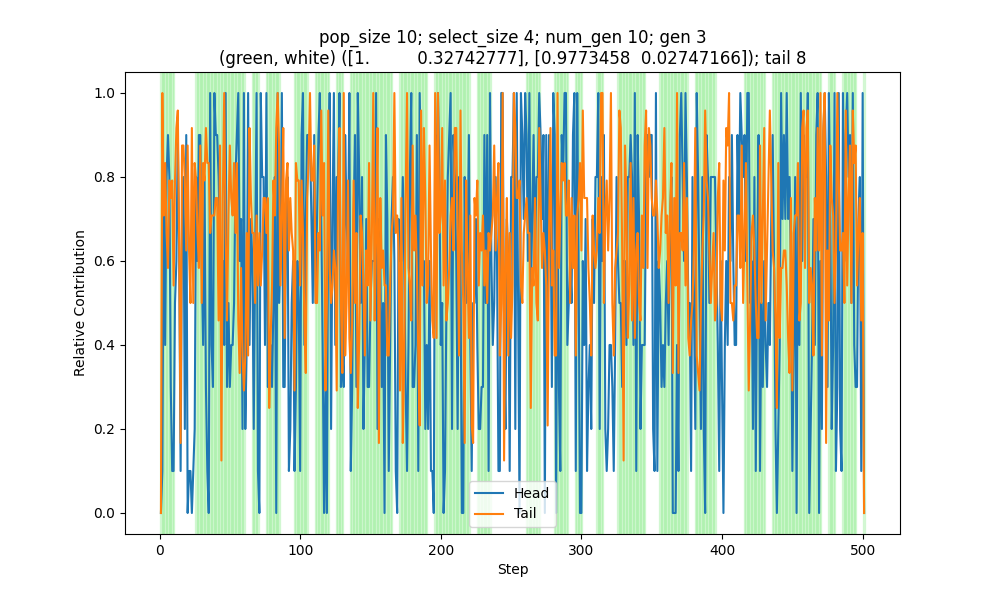 pop_size 10; select_size 4; num_gen 10; gen 3
(green, white) ([1. 0.32742777], [0.9773458 0.02747166]); tail 8
Relative Contribution
1.0
0.8
0.6
0.4
0.2
0.0
Head
Tail
0 100 200 300 400 500
Step